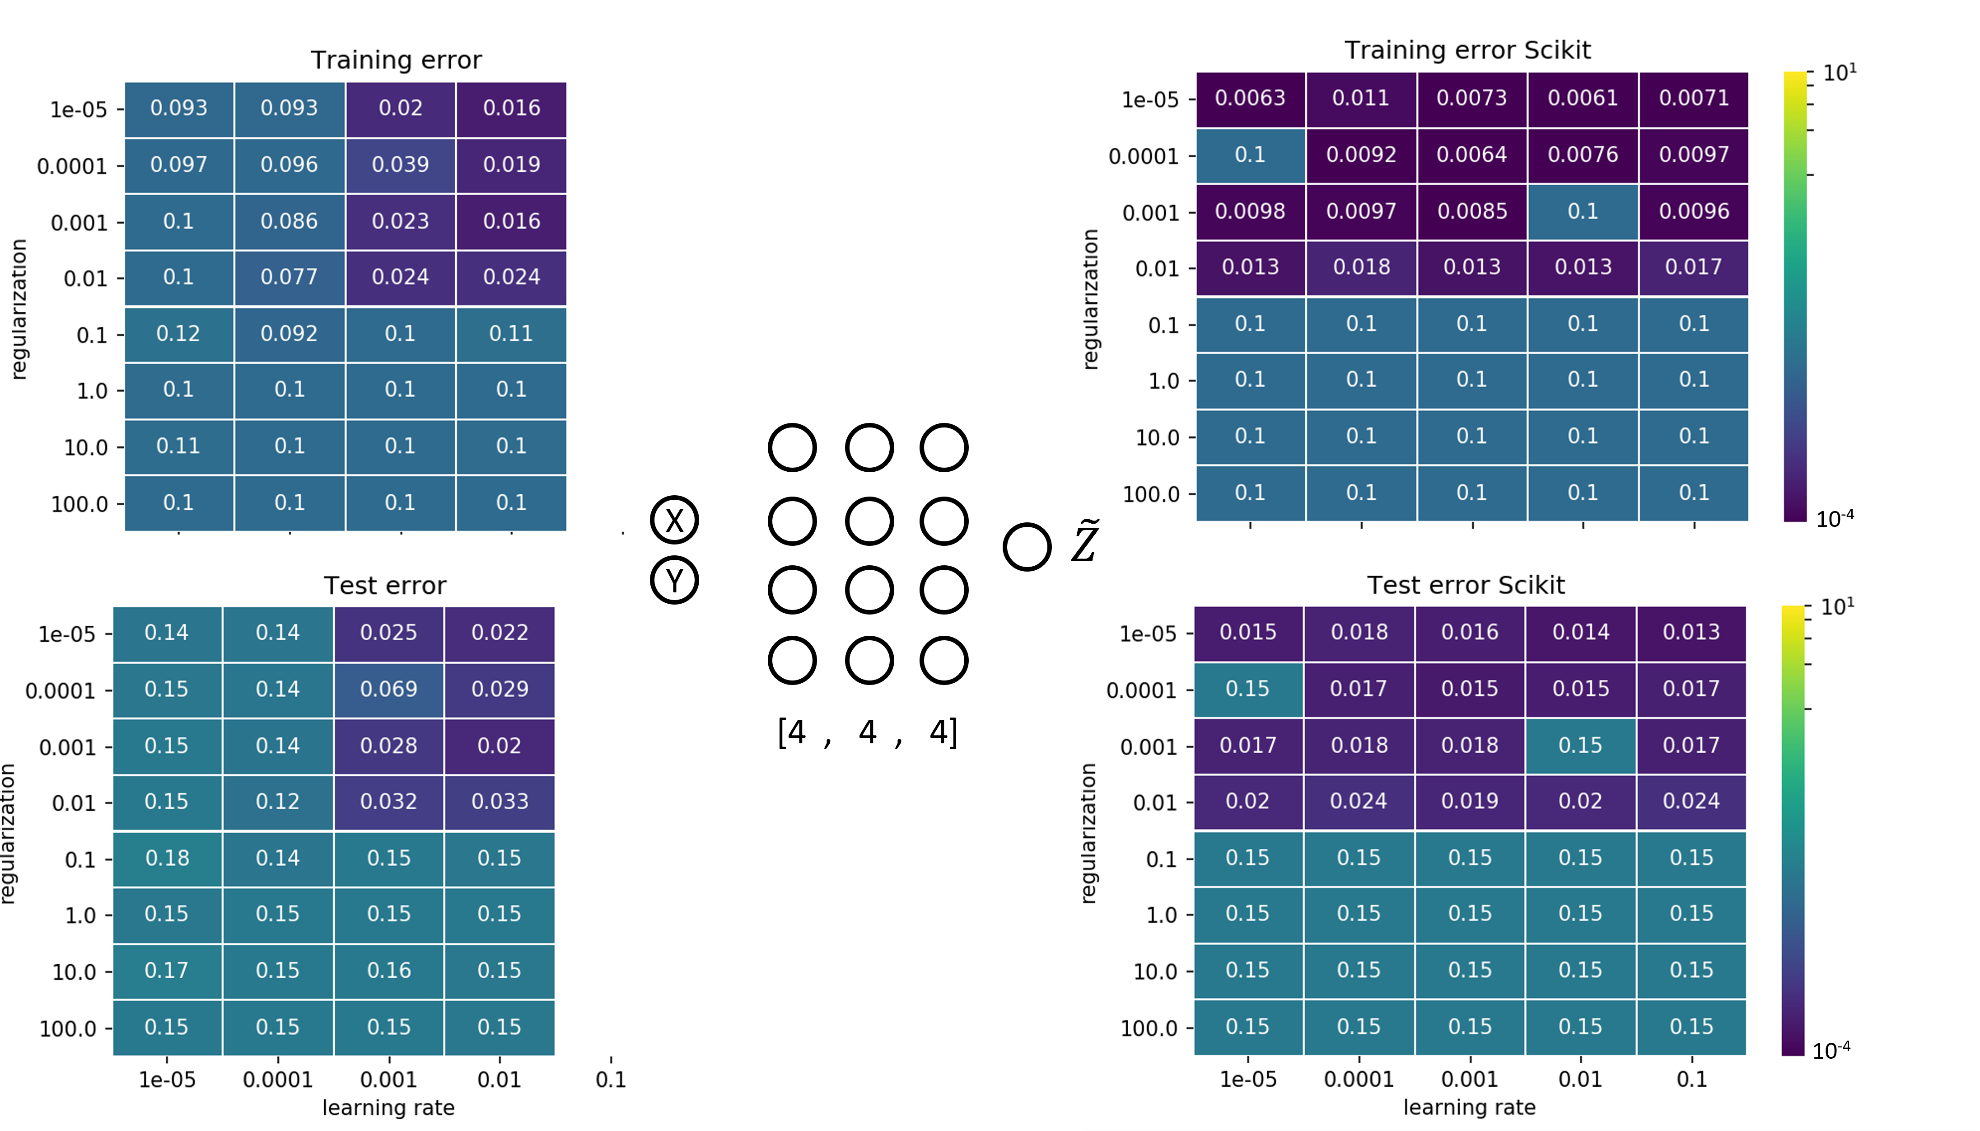 Training error
1e-05 0.093 0.093 0.02 0.016
0.0001 0.097 0.096 0.039 0.019
0.001 0.1 0.086 0.023 0.016
0.01 0.1 0.077 0.024 0.024
0.1 0.12 0.092 0.1 0.11
1.0 0.1 0.1 0.1 0.1
10.0 0.11 0.1 0.1 0.1
100.0 0.1 0.1 0.1 0.1
regularization
Test error
1e-05 0.14 0.14 0.025 0.022
0.0001 0.15 0.14 0.069 0.029
0.001 0.15 0.14 0.028 0.02
0.01 0.15 0.12 0.032 0.033
0.1 0.18 0.14 0.15 0.15
1.0 0.15 0.15 0.15 0.15
10.0 0.17 0.15 0.16 0.15
100.0 0.15 0.15 0.15 0.15
regularization
1e-05 0.0001 0.001 0.01 0.1
learning rate
X
Y
Z̃
[4 , 4 , 4]
Training error Scikit
1e-05 0.0063 0.011 0.0073 0.0061 0.0071
0.0001 0.1 0.0092 0.0064 0.0076 0.0097
0.001 0.0098 0.0097 0.0085 0.1 0.0096
0.01 0.013 0.018 0.013 0.013 0.017
0.1 0.1 0.1 0.1 0.1 0.1
1.0 0.1 0.1 0.1 0.1 0.1
10.0 0.1 0.1 0.1 0.1 0.1
100.0 0.1 0.1 0.1 0.1 0.1
regularization
10¹
10⁻⁴
Test error Scikit
1e-05 0.015 0.018 0.016 0.014 0.013
0.0001 0.15 0.017 0.015 0.015 0.017
0.001 0.017 0.018 0.018 0.15 0.017
0.01 0.02 0.024 0.019 0.02 0.024
0.1 0.15 0.15 0.15 0.15 0.15
1.0 0.15 0.15 0.15 0.15 0.15
10.0 0.15 0.15 0.15 0.15 0.15
100.0 0.15 0.15 0.15 0.15 0.15
regularization
1e-05 0.0001 0.001 0.01 0.1
learning rate
10¹
10⁻⁴